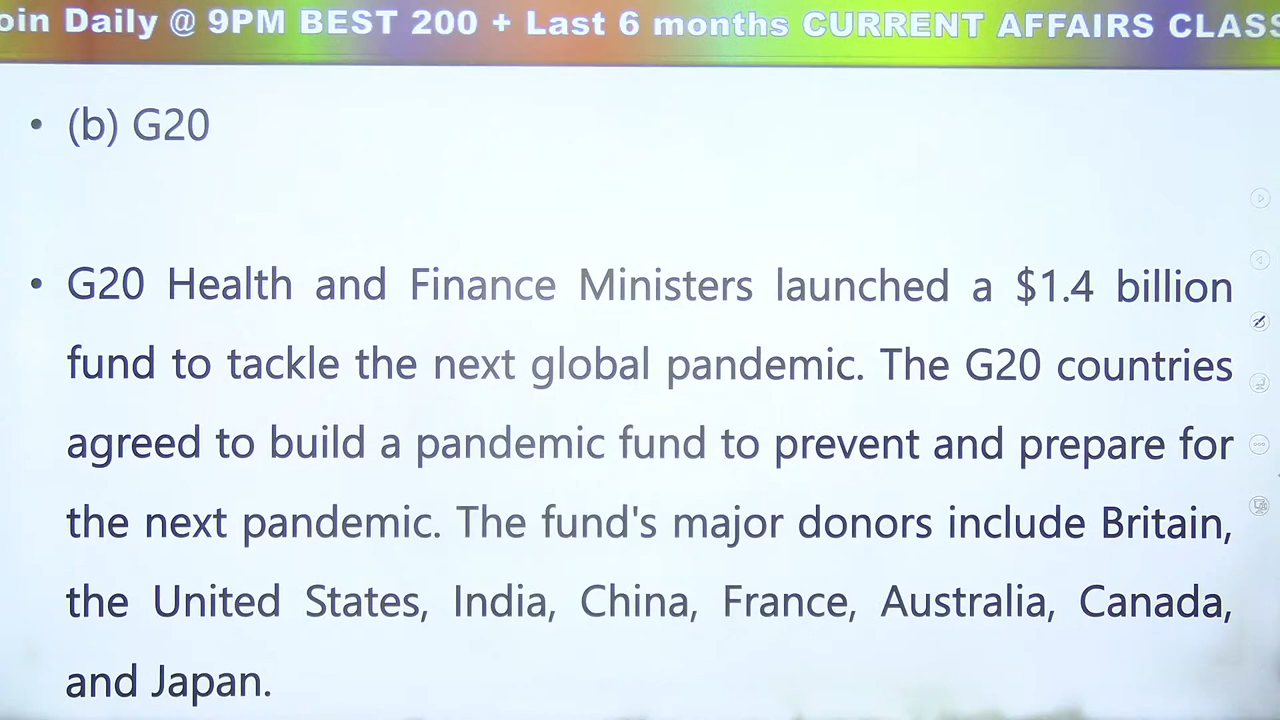 oin Daily @ 9PM BEST 200 + Last 6 months CURRENT AFFAIRS CLASS
• (b) G20
• G20 Health and Finance Ministers launched a $1.4 billion
fund to tackle the next global pandemic. The G20 countries
agreed to build a pandemic fund to prevent and prepare for
the next pandemic. The fund's major donors include Britain,
the United States, India, China, France, Australia, Canada,
and Japan.